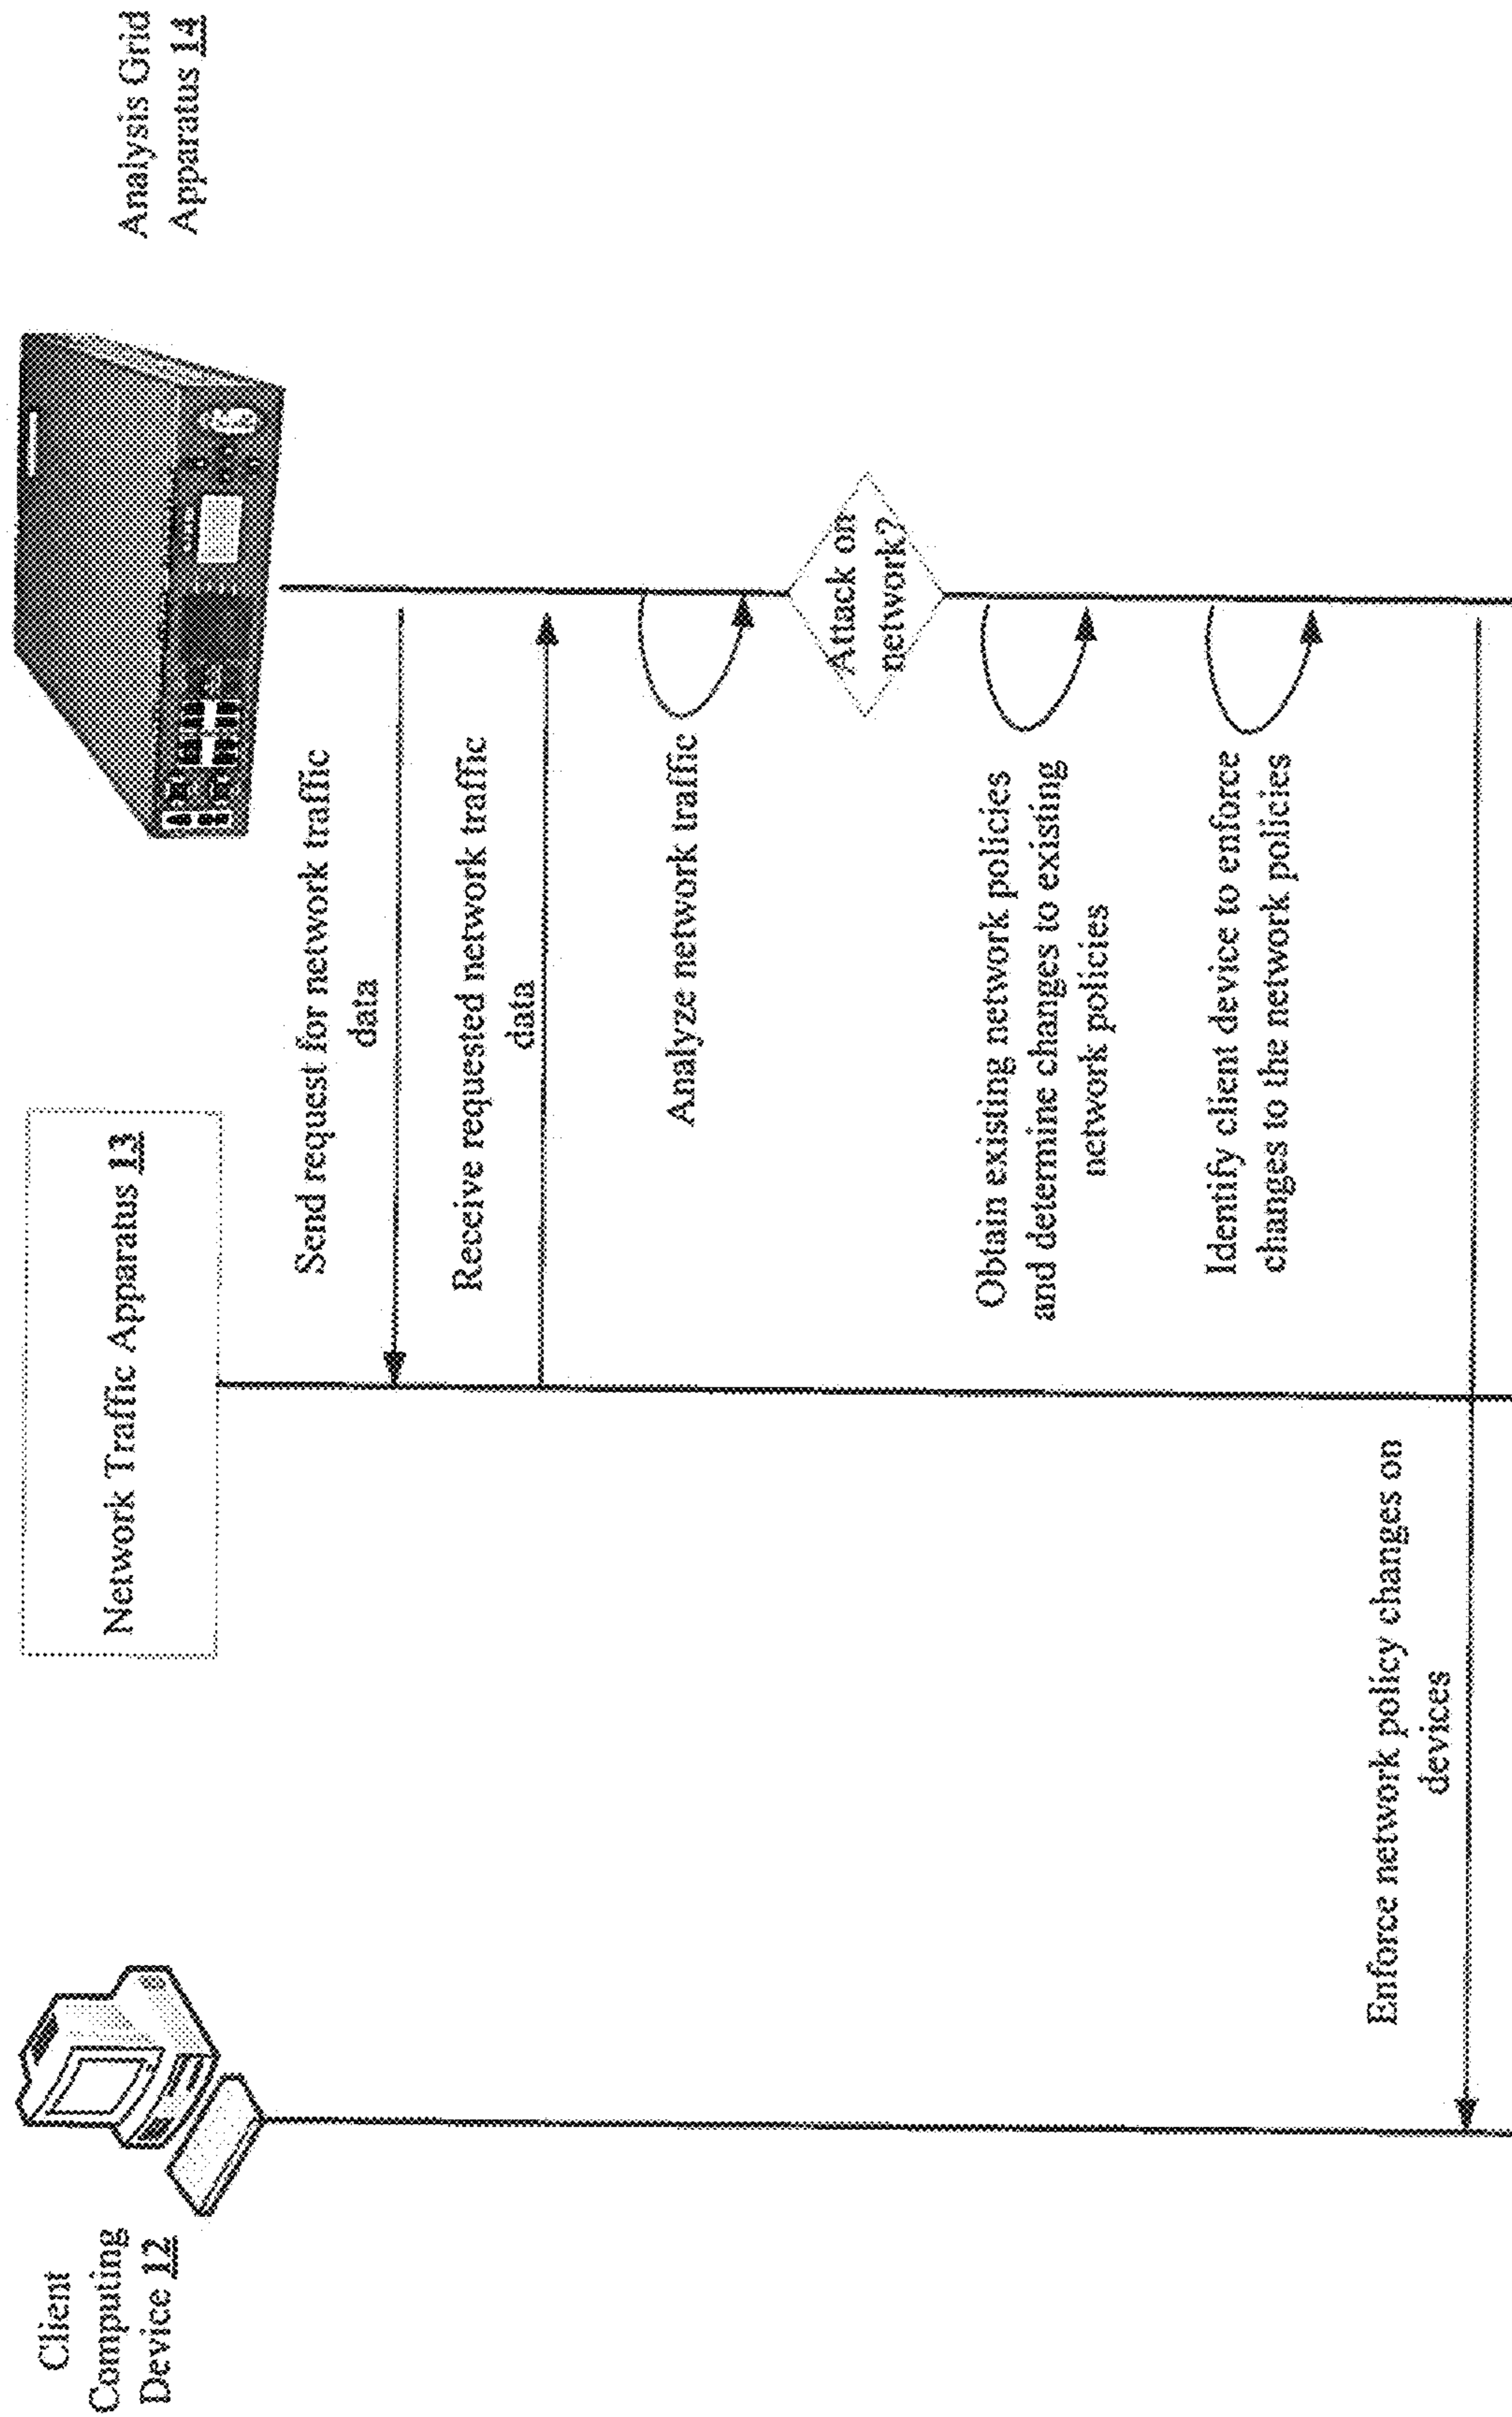 Client
Computing
Device 12
Network Traffic Apparatus 13
Analysis Grid
Apparatus 14
Send request for network traffic
data
Receive requested network traffic
data
Analyze network traffic
Attack on
network?
Obtain existing network policies
and determine changes to existing
network policies
Identify client device to enforce
changes to the network policies
Enforce network policy changes on
devices